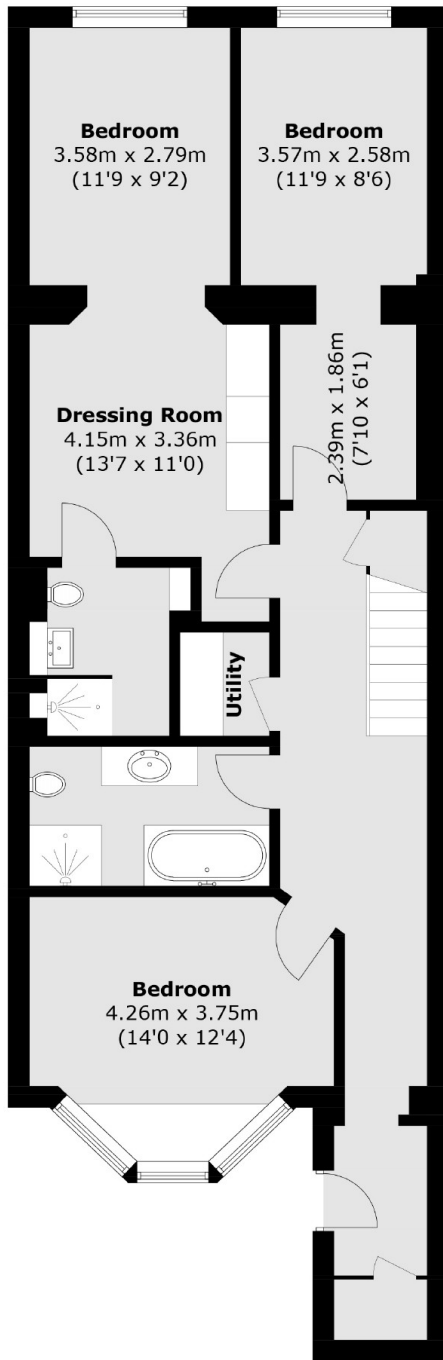 Bedroom
3.58m x 2.79m
(11'9 x 9'2)
Bedroom
3.57m x 2.58m
(11'9 x 8'6)
Dressing Room
4.15m x 3.36m
(13'7 x 11'0)
2.39m x 1.86m
(7'10 x 6'1)
Utility
Bedroom
4.26m x 3.75m
(14'0 x 12'4)